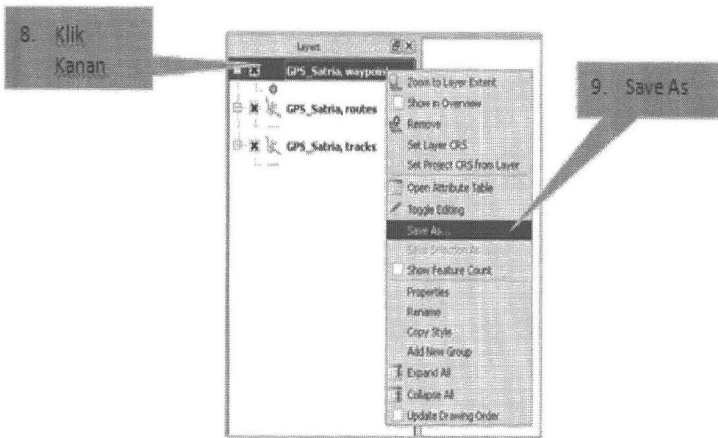 8. Klik
Kanan
Layers
GPS_Satria, waypoi
GPS_Satria, routes
GPS_Satria, tracks
Zoom to Layer Extent
Show in Overview
Remove
Set Layer CRS
Set Project CRS from Layer
Open Attribute Table
Toggle Editing
Save As...
Save Selection As...
Show Feature Count
Properties
Rename
Copy Style
Add New Group
Expand All
Collapse All
Update Drawing Order
9. Save As